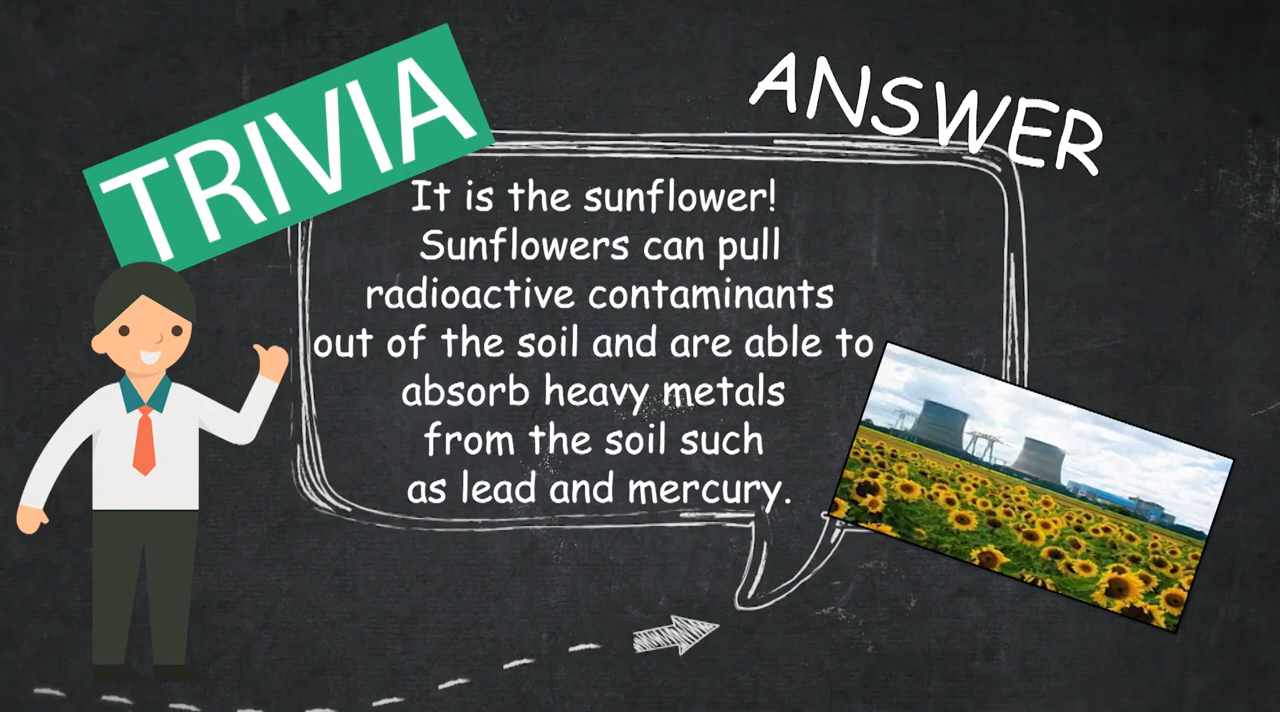 TRIVIA
ANSWER
It is the sunflower!
Sunflowers can pull
radioactive contaminants
out of the soil and are able to
absorb heavy metals
from the soil such
as lead and mercury.